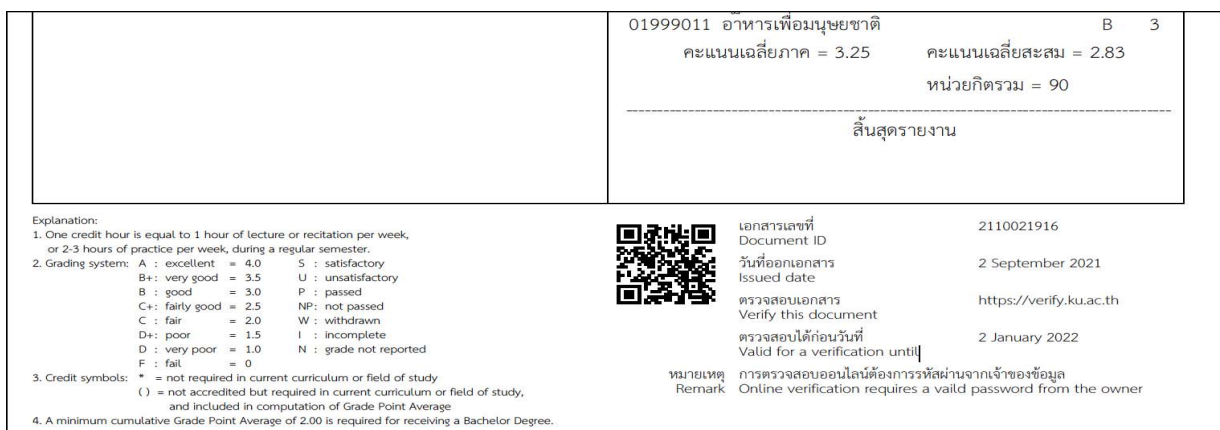 01999011 อาหารเพื่อมนุษยชาติ B 3
คะแนนเฉลี่ยภาค = 3.25 คะแนนเฉลี่ยสะสม = 2.83
หน่วยกิตรวม = 90
สิ้นสุดรายงาน
Explanation:
1. One credit hour is equal to 1 hour of lecture or recitation per week,
or 2-3 hours of practice per week, during a regular semester.
2. Grading system: A : excellent = 4.0 S : satisfactory
B+: very good = 3.5 U : unsatisfactory
B : good = 3.0 P : passed
C+: fairly good = 2.5 NP: not passed
C : fair = 2.0 W : withdrawn
D+: poor = 1.5 I : incomplete
D : very poor = 1.0 N : grade not reported
F : fail = 0
3. Credit symbols: * = not required in current curriculum or field of study
( ) = not accredited but required in current curriculum or field of study,
and included in computation of Grade Point Average
4. A minimum cumulative Grade Point Average of 2.00 is required for receiving a Bachelor Degree.
เอกสารเลขที่ 2110021916
Document ID
วันที่ออกเอกสาร 2 September 2021
Issued date
ตรวจสอบเอกสาร https://verify.ku.ac.th
Verify this document
ตรวจสอบได้ก่อนวันที่ 2 January 2022
Valid for a verification until
หมายเหตุ การตรวจสอบออนไลน์ต้องการรหัสผ่านจากเจ้าของข้อมูล
Remark Online verification requires a vaild password from the owner